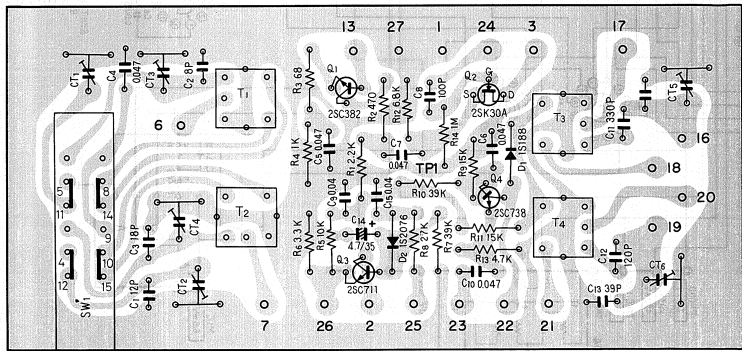 13 27 1 24 3 17
CT1
C4 0.047
CT3
C2 8P
T1
R3 68
Q1
2SC382
R2 470
R12 6.8K
C8 100P
Q2
S G D
2SK30A
T3
C11 330P
CT5
6
16
R4 1K
C5 0.047
R1 2.2K
C7 0.047
TP1
R14 1M
C6 0.047
R9 15K
D1 1S188
18
5 8
11 14
C9 0.04
C15 0.04
R10 39K
Q4
2SC738
20
T2
CT4
T4
19
9
C3 18P
R6 3.3K
R5 10K
C14 +
4.7/35
D2 1S2076
R8 27K
R7 39K
R11 15K
R13 4.7K
C12 120P
4 10
12 15
Q3
2SC711
C10 0.047
CT6
C1 12P
CT2
C13 39P
SW1
7 26 2 25 23 22 21